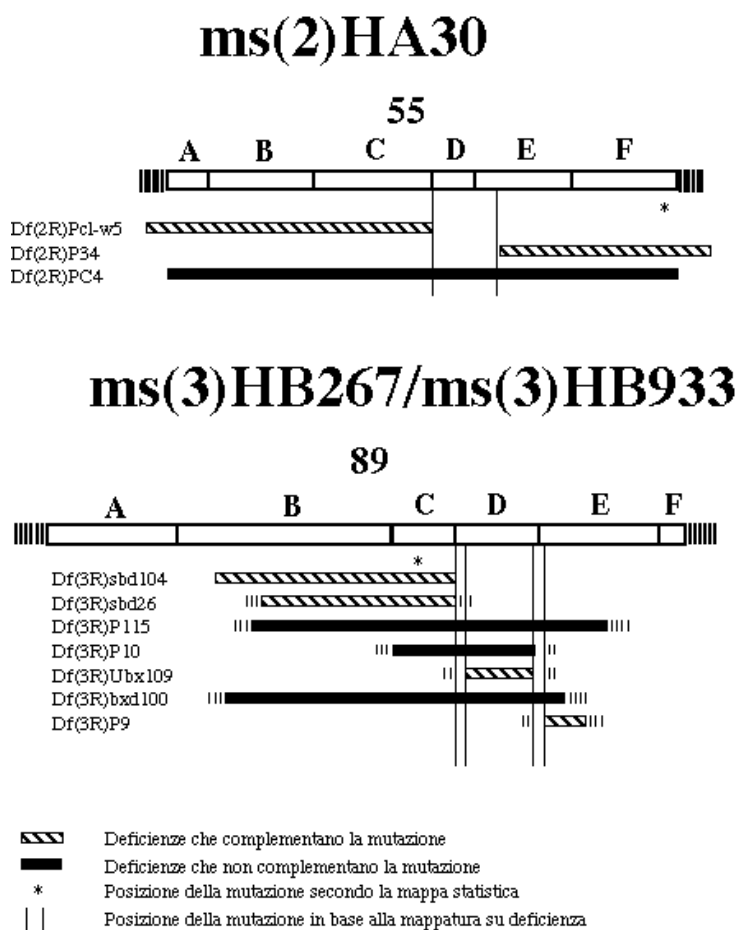 ms(2)HA30
55
A B C D E F
*
Df(2R)Pcl-w5
Df(2R)P34
Df(2R)PC4
ms(3)HB267/ms(3)HB933
89
A B C D E F
*
Df(3R)sbd104
Df(3R)sbd26
Df(3R)P115
Df(3R)P10
Df(3R)Ubx109
Df(3R)bxd100
Df(3R)P9
Deficienze che complementano la mutazione
Deficienze che non complementano la mutazione
* Posizione della mutazione secondo la mappa statistica
Posizione della mutazione in base alla mappatura su deficienza